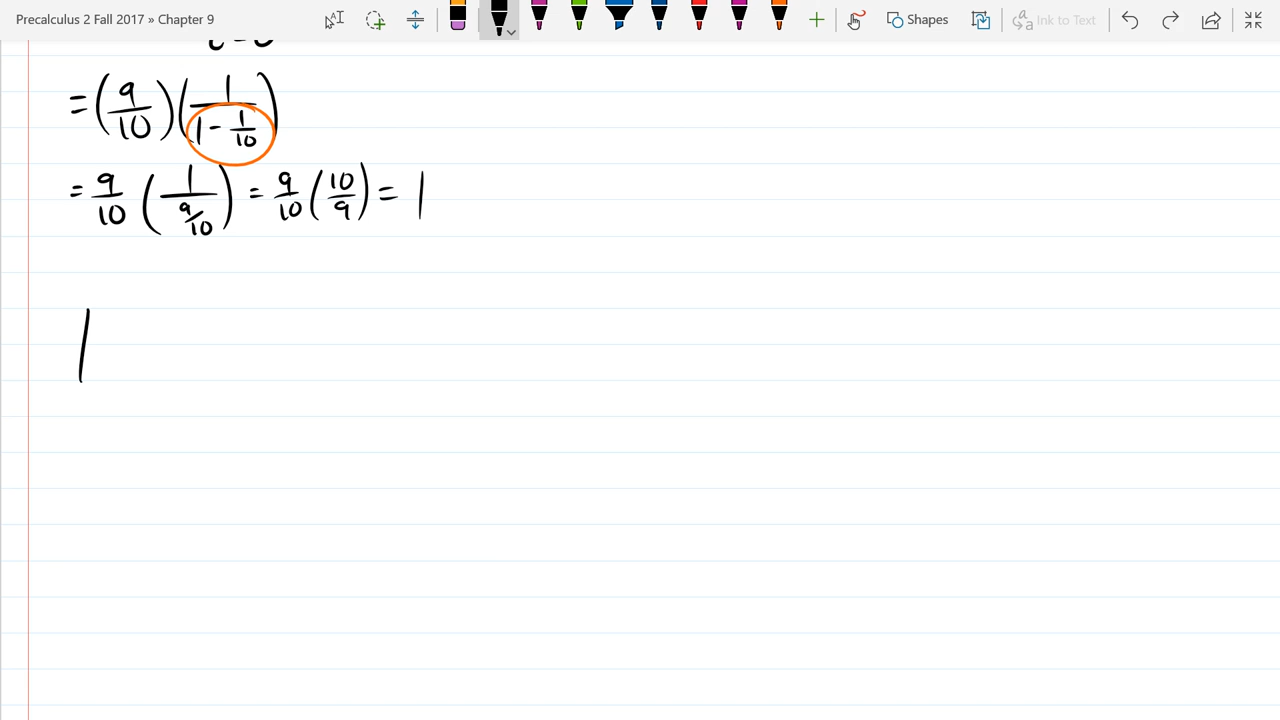 Precalculus 2 Fall 2017 » Chapter 9
Shapes
Ink to Text
= (9/10)(1/(1 - 1/10))
= 9/10 (1/(9/10)) = 9/10 (10/9) = 1